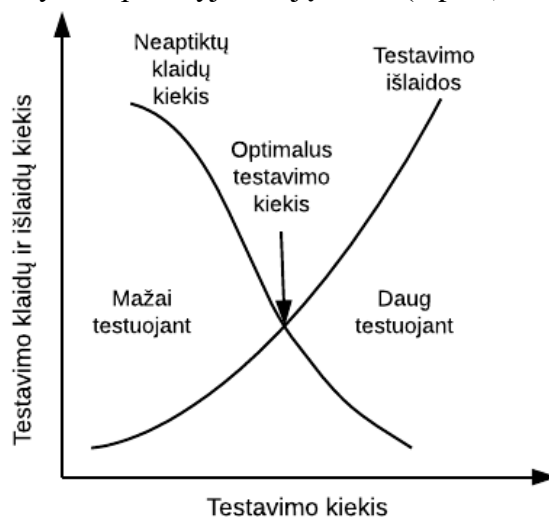 Neaptiktų
klaidų
kiekis
Testavimo
išlaidos
Optimalus
testavimo
kiekis
Mažai
testuojant
Daug
testuojant
Testavimo klaidų ir išlaidų kiekis
Testavimo kiekis